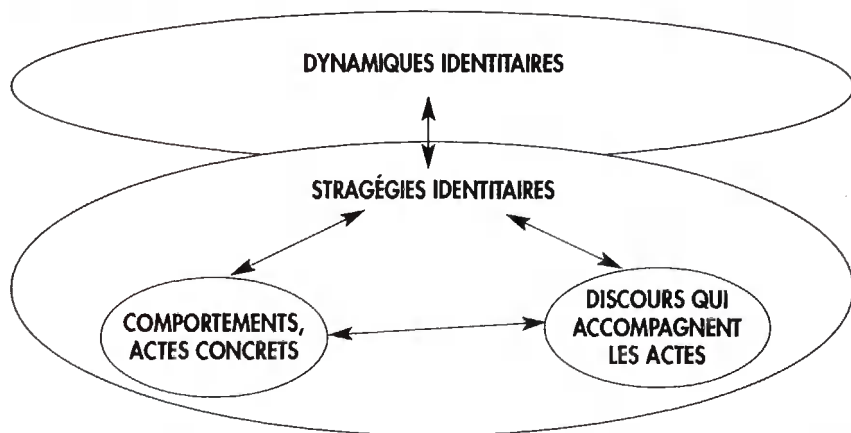 DYNAMIQUES IDENTITAIRES
STRAGÉGIES IDENTITAIRES
COMPORTEMENTS,
ACTES CONCRETS
DISCOURS QUI
ACCOMPAGNENT
LES ACTES